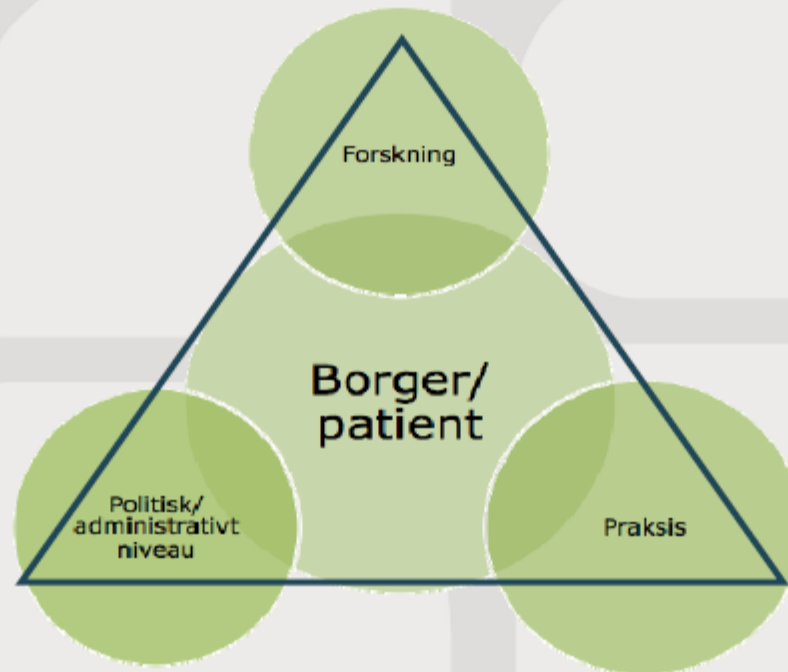 Forskning
Borger/
patient
Politisk/
administrativt
niveau
Praksis